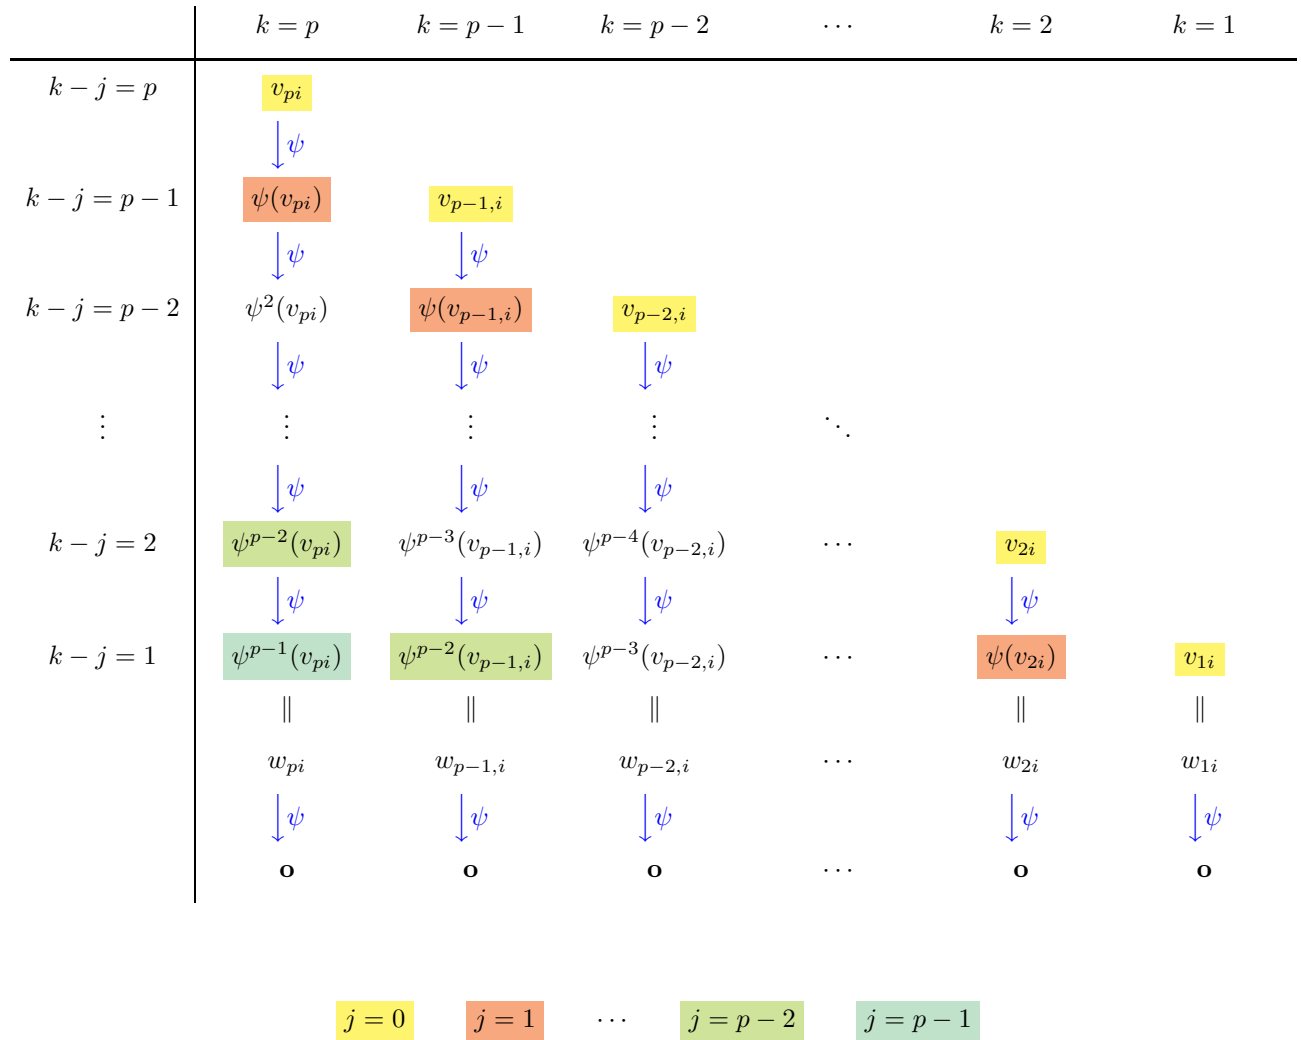 k = p k = p − 1 k = p − 2 ⋯ k = 2 k = 1
k − j = p v_{pi}
ψ
k − j = p − 1 ψ(v_{pi}) v_{p−1,i}
ψ ψ
k − j = p − 2 ψ²(v_{pi}) ψ(v_{p−1,i}) v_{p−2,i}
ψ ψ ψ
⋮ ⋮ ⋮ ⋮ ⋱
ψ ψ ψ
k − j = 2 ψ^{p−2}(v_{pi}) ψ^{p−3}(v_{p−1,i}) ψ^{p−4}(v_{p−2,i}) ⋯ v_{2i}
ψ ψ ψ ψ
k − j = 1 ψ^{p−1}(v_{pi}) ψ^{p−2}(v_{p−1,i}) ψ^{p−3}(v_{p−2,i}) ⋯ ψ(v_{2i}) v_{1i}
∥ ∥ ∥ ∥ ∥
w_{pi} w_{p−1,i} w_{p−2,i} ⋯ w_{2i} w_{1i}
ψ ψ ψ ψ ψ
o o o ⋯ o o
j = 0 j = 1 ⋯ j = p − 2 j = p − 1